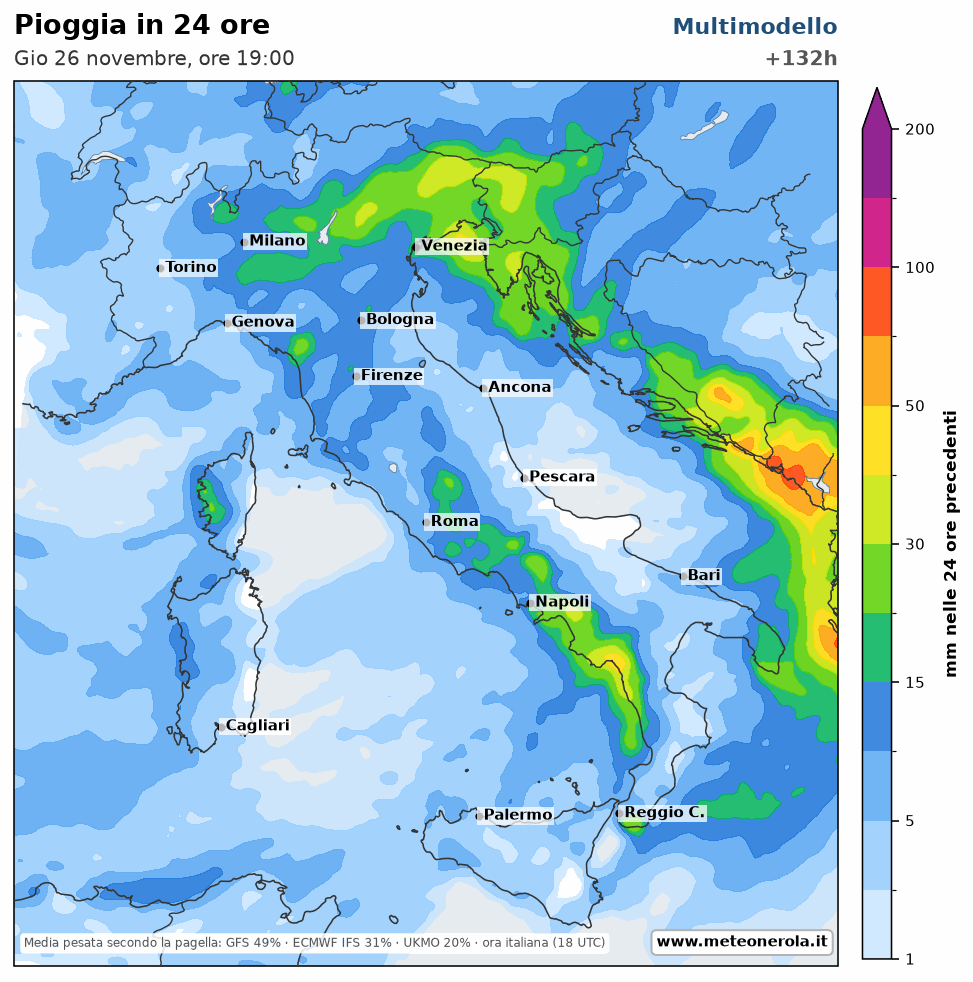 Pioggia in 24 ore
Multimodello
Gio 26 novembre, ore 19:00
+132h
200
Milano
Venezia
Torino
100
Genova
Bologna
Firenze
Ancona
50
Pescara
Roma
30
Bari
Napoli
15
Cagliari
Palermo
Reggio C.
5
1
mm nelle 24 ore precedenti
Media pesata secondo la pagella: GFS 49% · ECMWF IFS 31% · UKMO 20% · ora italiana (18 UTC)
www.meteonerola.it